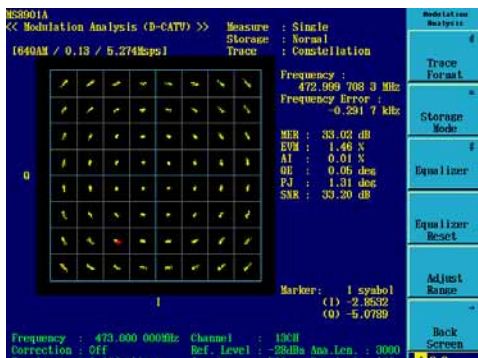 MS8901A
<< Modulation Analysis (D-CATV) >>
Measure : Single
Storage : Normal
[64QAM / 0.13 / 5.274Msps]
Trace : Constellation
Frequency :
472.999 708 3 MHz
Frequency Error :
-0.291 7 kHz
MER : 33.02 dB
EVM : 1.46 %
AI : 0.01 %
QE : 0.05 deg
PJ : 1.31 deg
SNR : 33.20 dB
Q
I
Marker: 1 symbol
(I) -2.8532
(Q) -5.0789
Frequency : 473.000 000MHz Channel : 13CH
Correction : Off Ref. Level : -28dBm Ana.Len. : 3000
Modulation
Analysis
Trace
Format
Storage
Mode
Equalizer
Equalizer
Reset
Adjust
Range
Back
Screen